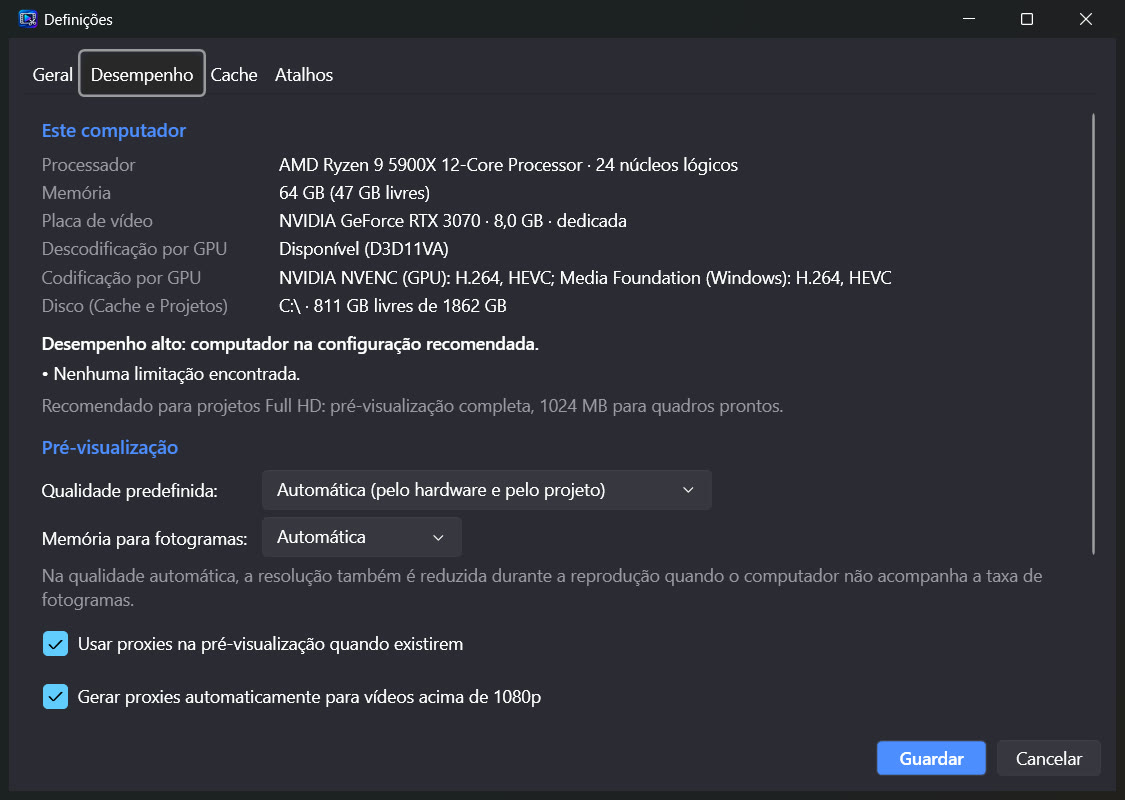 Definições
Geral Desempenho Cache Atalhos
Este computador
Processador AMD Ryzen 9 5900X 12-Core Processor · 24 núcleos lógicos
Memória 64 GB (47 GB livres)
Placa de vídeo NVIDIA GeForce RTX 3070 · 8,0 GB · dedicada
Descodificação por GPU Disponível (D3D11VA)
Codificação por GPU NVIDIA NVENC (GPU): H.264, HEVC; Media Foundation (Windows): H.264, HEVC
Disco (Cache e Projetos) C:\ · 811 GB livres de 1862 GB
Desempenho alto: computador na configuração recomendada.
• Nenhuma limitação encontrada.
Recomendado para projetos Full HD: pré-visualização completa, 1024 MB para quadros prontos.
Pré-visualização
Qualidade predefinida: Automática (pelo hardware e pelo projeto)
Memória para fotogramas: Automática
Na qualidade automática, a resolução também é reduzida durante a reprodução quando o computador não acompanha a taxa de
fotogramas.
Usar proxies na pré-visualização quando existirem
Gerar proxies automaticamente para vídeos acima de 1080p
Guardar Cancelar